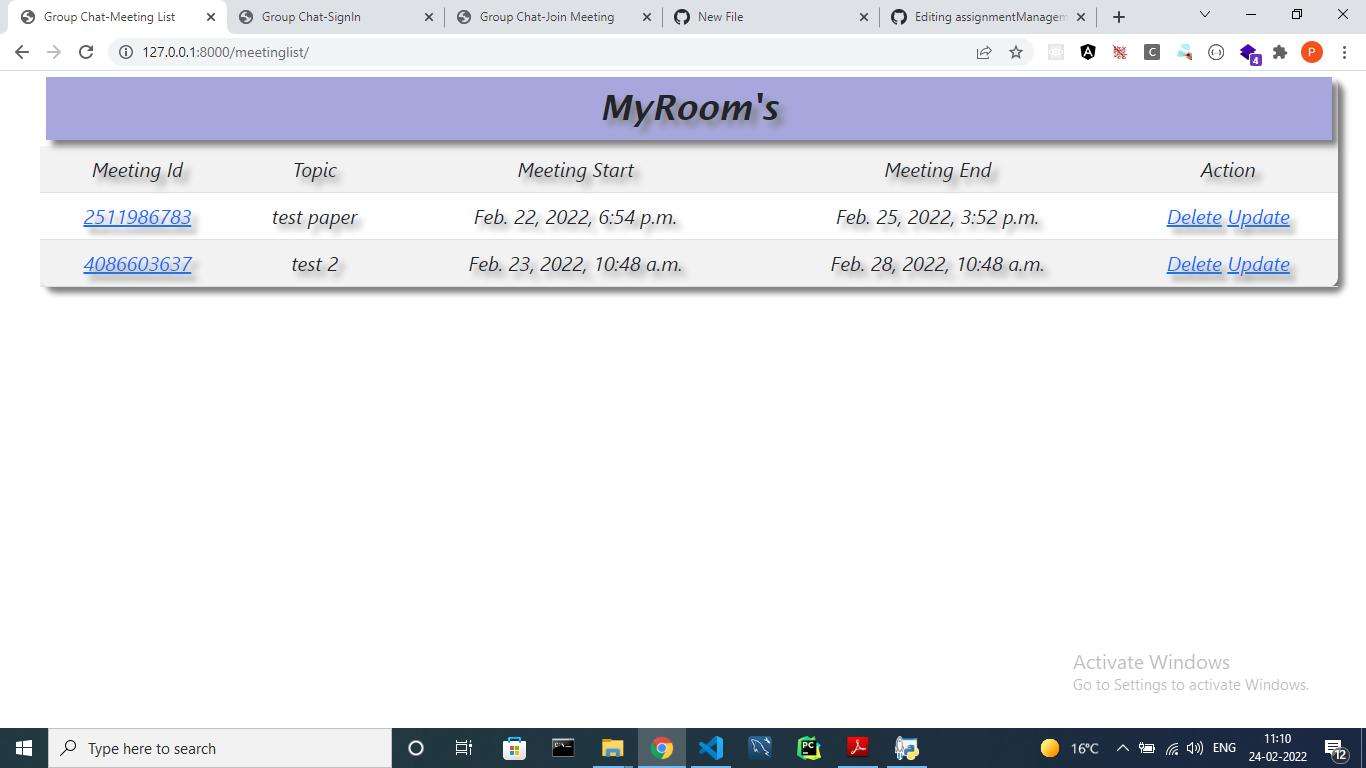 Group Chat-Meeting List
Group Chat-SignIn
Group Chat-Join Meeting
New File
Editing assignmentManagem
127.0.0.1:8000/meetinglist/
C
4
P
MyRoom's
Meeting Id Topic Meeting Start Meeting End Action
2511986783 test paper Feb. 22, 2022, 6:54 p.m. Feb. 25, 2022, 3:52 p.m. Delete Update
4086603637 test 2 Feb. 23, 2022, 10:48 a.m. Feb. 28, 2022, 10:48 a.m. Delete Update
Activate Windows
Go to Settings to activate Windows.
Type here to search
PC
16°C
ENG
11:10
24-02-2022
12